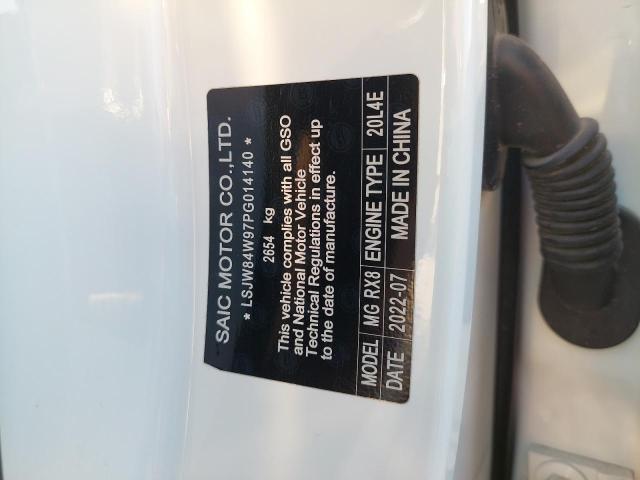 SAIC MOTOR CO.,LTD.
* LSJW84W97PG014140 *
2654 kg
This vehicle complies with all GSO
and National Motor Vehicle
Technical Regulations in effect up
to the date of manufacture.
MODEL MG RX8 ENGINE TYPE 20L4E
DATE 2022-07 MADE IN CHINA